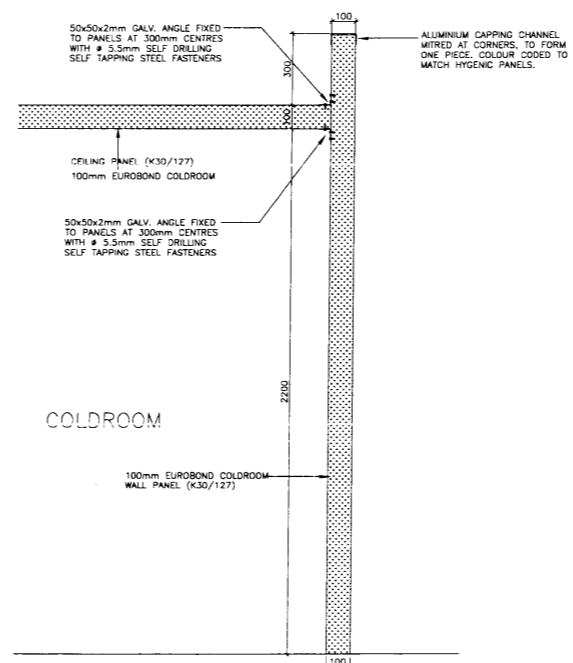 50x50x2mm GALV. ANGLE FIXED
TO PANELS AT 300mm CENTRES
WITH ø 5.5mm SELF DRILLING
SELF TAPPING STEEL FASTENERS
100
ALUMINIUM CAPPING CHANNEL
MITRED AT CORNERS, TO FORM
ONE PIECE. COLOUR CODED TO
MATCH HYGENIC PANELS.
300
100
CEILING PANEL (K30/127)
100mm EUROBOND COLDROOM
50x50x2mm GALV. ANGLE FIXED
TO PANELS AT 300mm CENTRES
WITH ø 5.5mm SELF DRILLING
SELF TAPPING STEEL FASTENERS
2200
COLDROOM
100mm EUROBOND COLDROOM
WALL PANEL (K30/127)
100